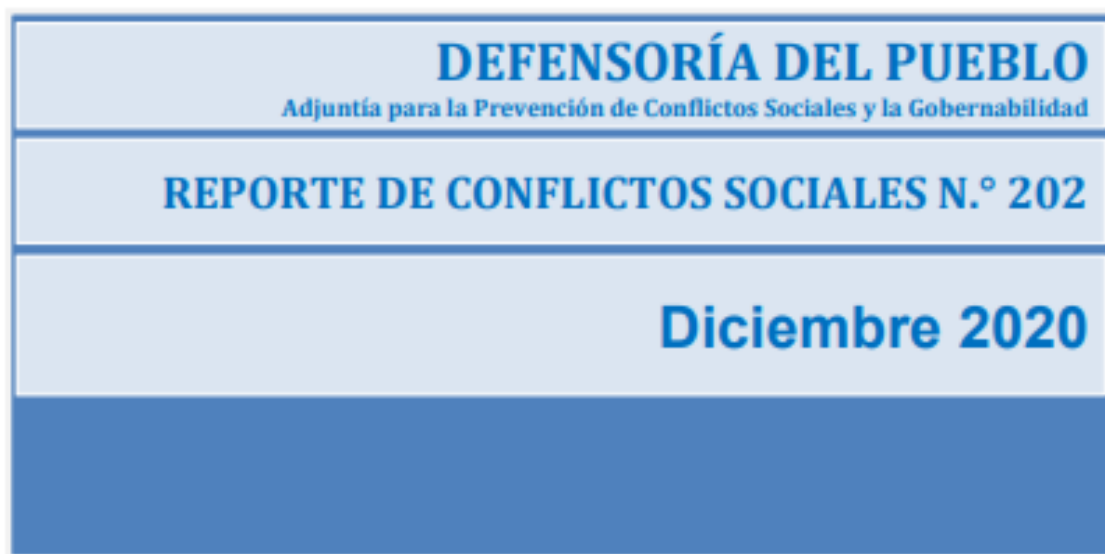 DEFENSORÍA DEL PUEBLO
Adjuntía para la Prevención de Conflictos Sociales y la Gobernabilidad
REPORTE DE CONFLICTOS SOCIALES N.° 202
Diciembre 2020